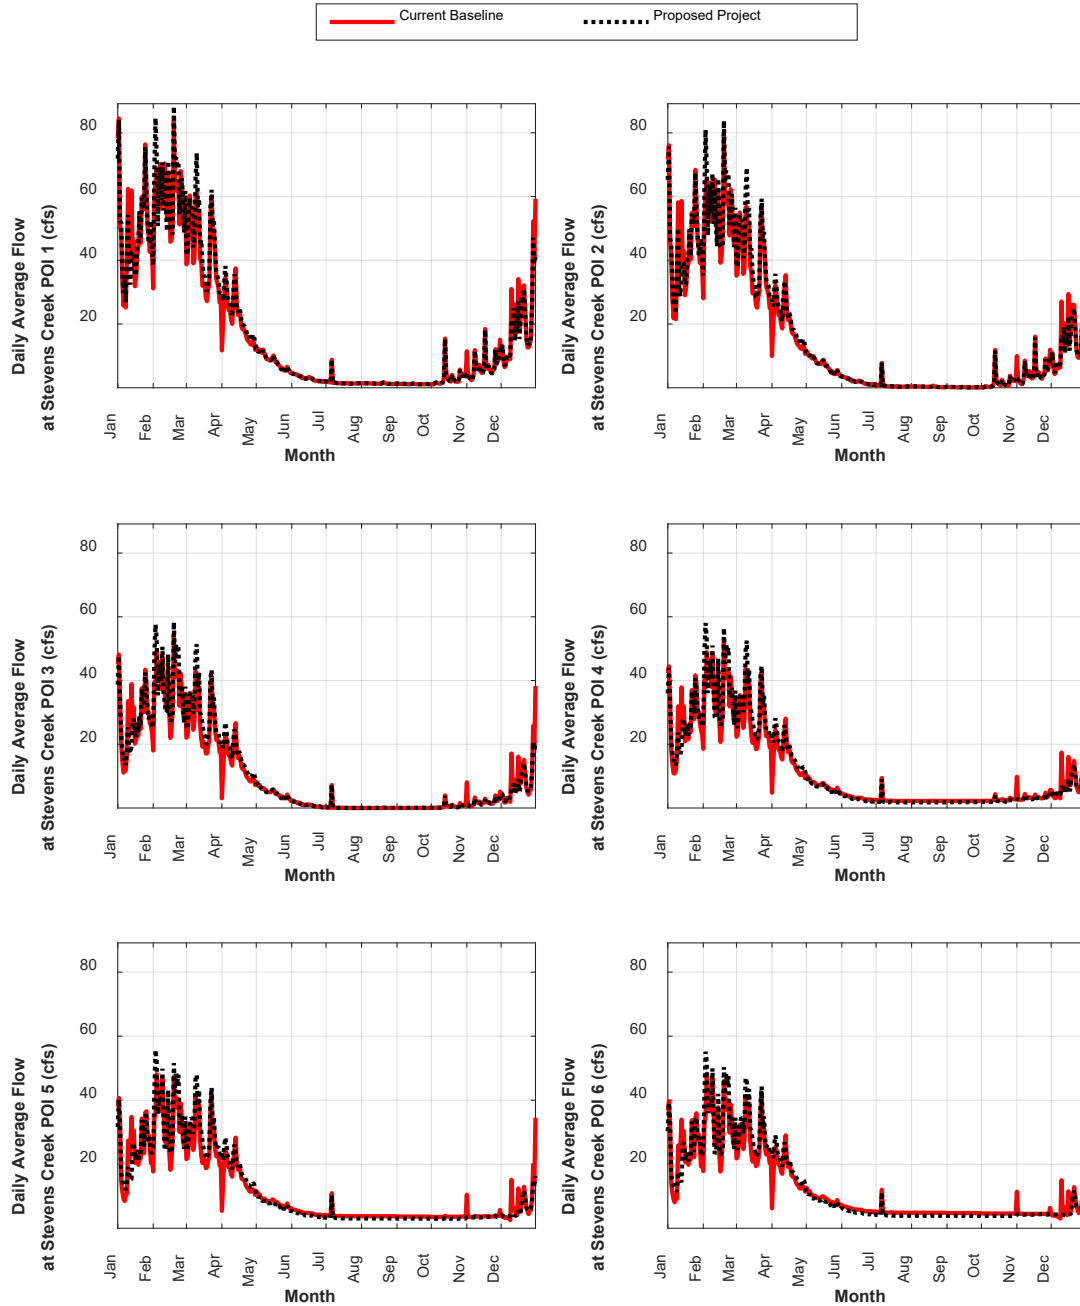 Current Baseline Proposed Project
Daily Average Flow
at Stevens Creek POI 1 (cfs)
80
60
40
20
Jan Feb Mar Apr May Jun Jul Aug Sep Oct Nov Dec
Month
Daily Average Flow
at Stevens Creek POI 2 (cfs)
80
60
40
20
Jan Feb Mar Apr May Jun Jul Aug Sep Oct Nov Dec
Month
Daily Average Flow
at Stevens Creek POI 3 (cfs)
80
60
40
20
Jan Feb Mar Apr May Jun Jul Aug Sep Oct Nov Dec
Month
Daily Average Flow
at Stevens Creek POI 4 (cfs)
80
60
40
20
Jan Feb Mar Apr May Jun Jul Aug Sep Oct Nov Dec
Month
Daily Average Flow
at Stevens Creek POI 5 (cfs)
80
60
40
20
Jan Feb Mar Apr May Jun Jul Aug Sep Oct Nov Dec
Month
Daily Average Flow
at Stevens Creek POI 6 (cfs)
80
60
40
20
Jan Feb Mar Apr May Jun Jul Aug Sep Oct Nov Dec
Month